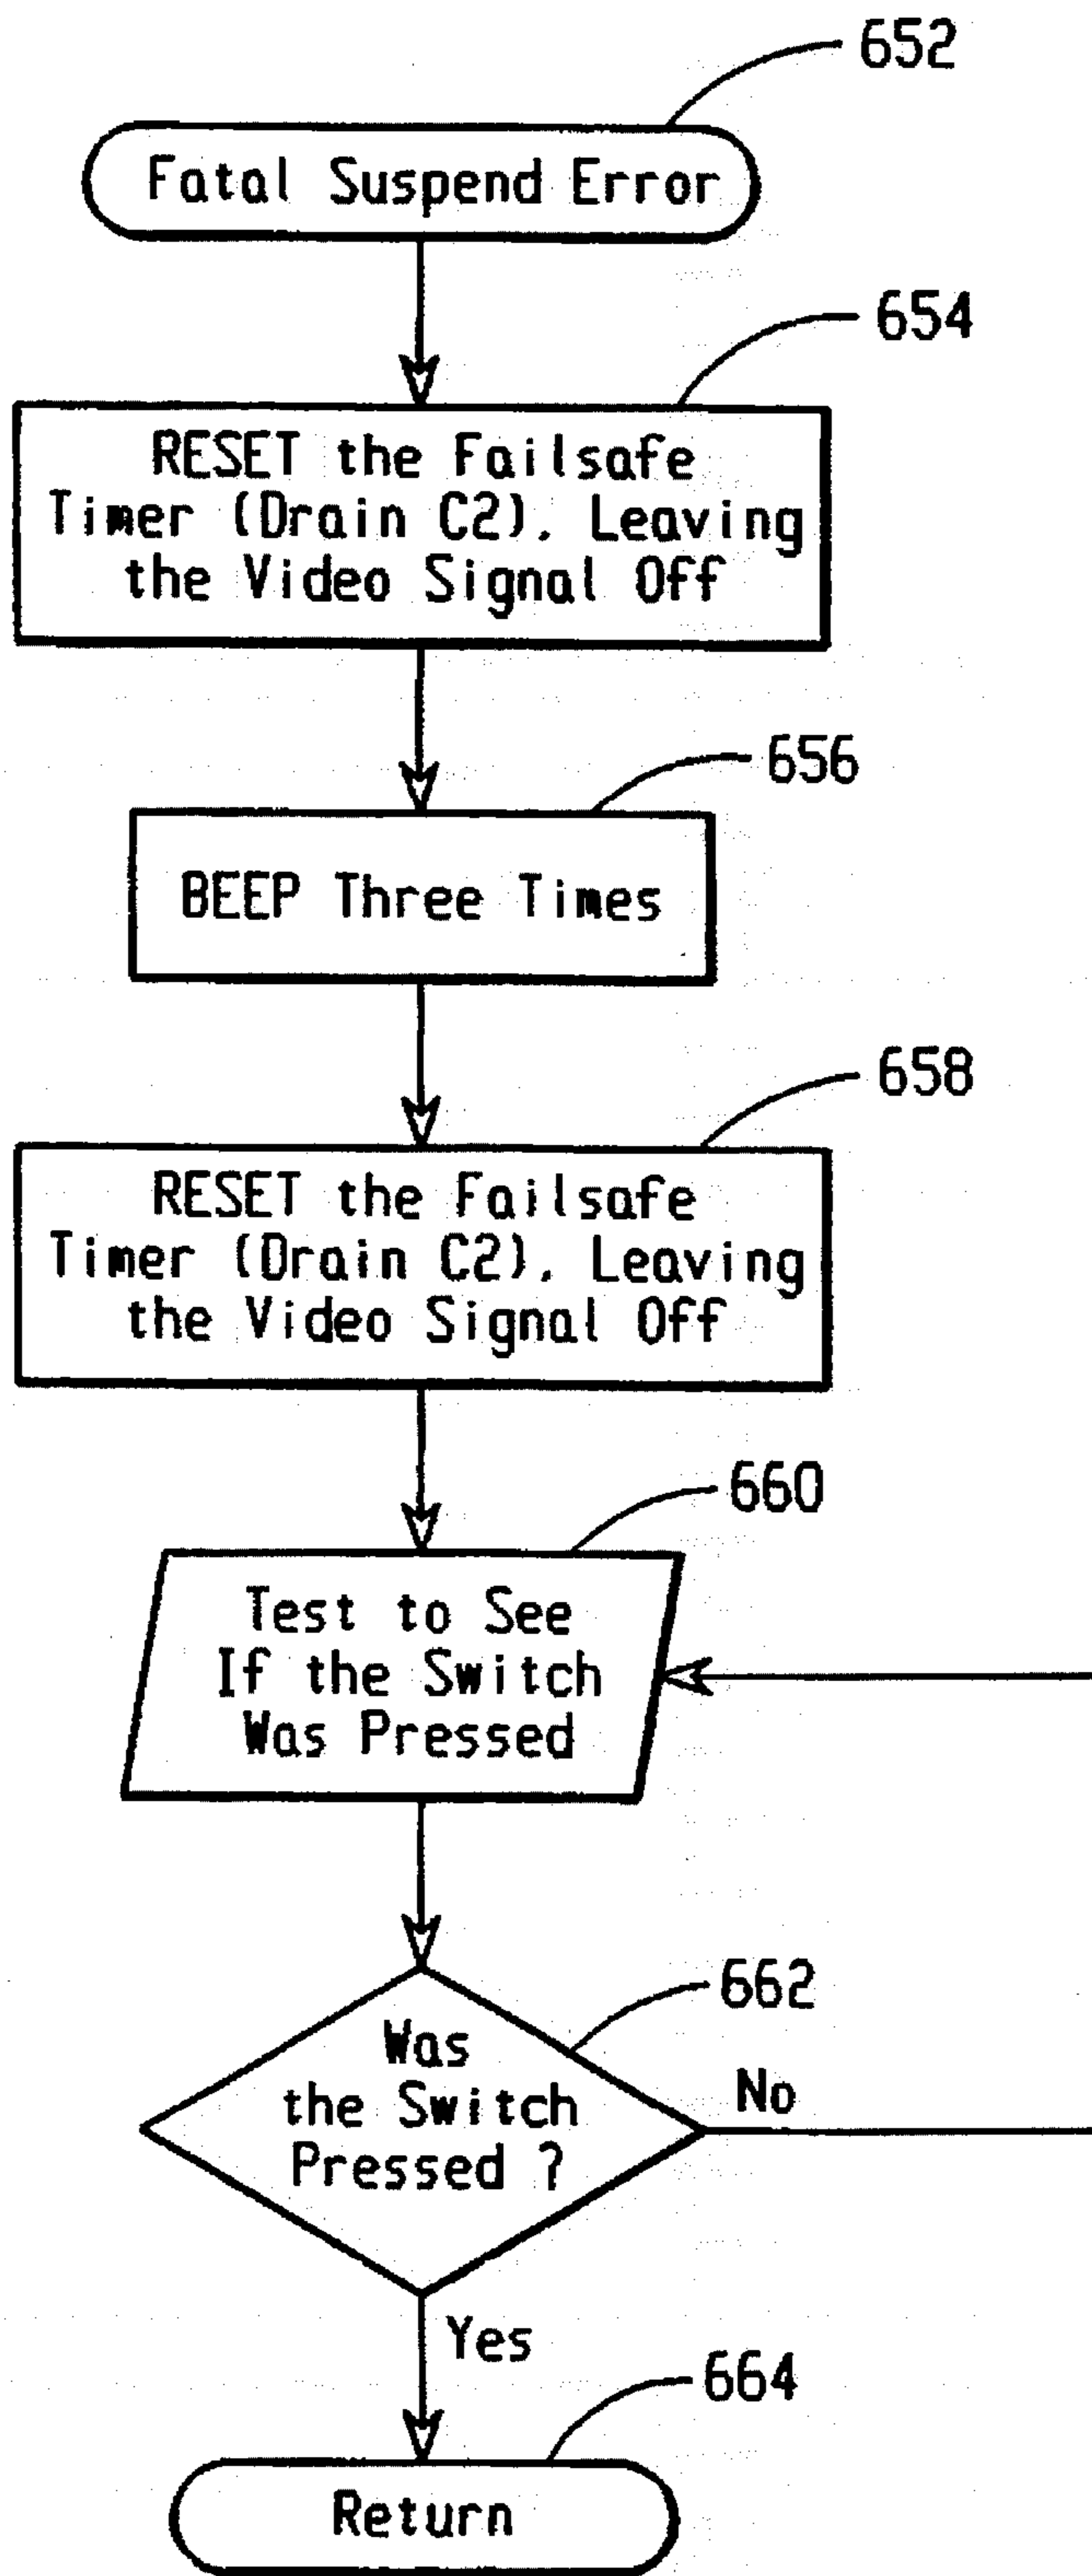 652
Fatal Suspend Error
654
RESET the Failsafe
Timer (Drain C2), Leaving
the Video Signal Off
656
BEEP Three Times
658
RESET the Failsafe
Timer (Drain C2), Leaving
the Video Signal Off
660
Test to See
If the Switch
Was Pressed
662
Was
the Switch
Pressed ?
No
Yes
664
Return